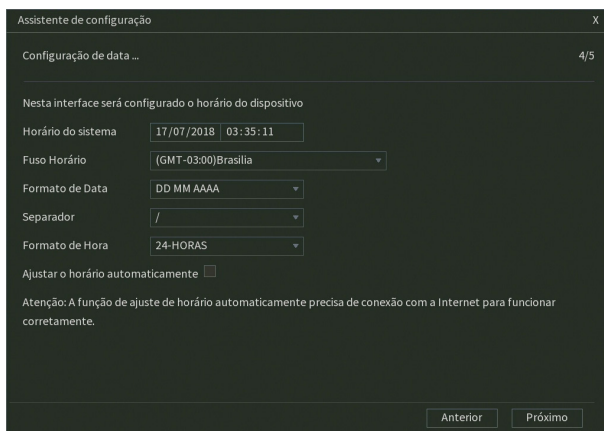 Assistente de configuração X
Configuração de data ... 4/5
Nesta interface será configurado o horário do dispositivo
Horário do sistema 17/07/2018 03:35:11
Fuso Horário (GMT-03:00)Brasilia
Formato de Data DD MM AAAA
Separador /
Formato de Hora 24-HORAS
Ajustar o horário automaticamente
Atenção: A função de ajuste de horário automaticamente precisa de conexão com a Internet para funcionar
corretamente.
Anterior Próximo